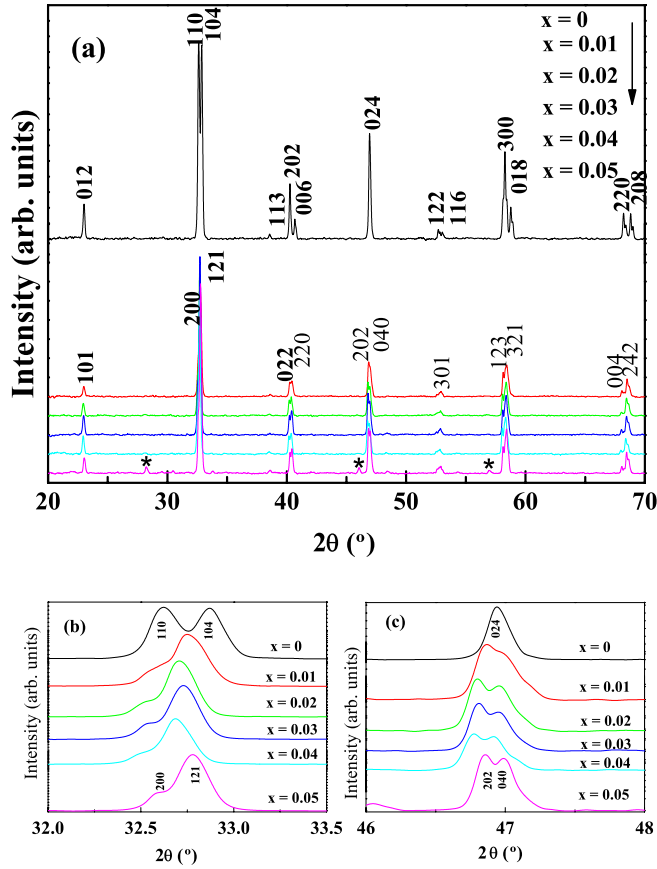 (a)
110
104
x = 0
x = 0.01
x = 0.02
x = 0.03
x = 0.04
x = 0.05
012
113
202
006
024
122
116
300
018
220
208
Intensity (arb. units)
101
200
121
022
220
202
040
301
123
321
004
242
*
*
*
20
30
40
50
60
70
2θ (º)
(b)
110
104
x = 0
x = 0.01
x = 0.02
x = 0.03
x = 0.04
200
121
x = 0.05
Intensity (arb. units)
32.0
32.5
33.0
33.5
2θ (º)
(c)
024
x = 0
x = 0.01
x = 0.02
x = 0.03
x = 0.04
202
040
x = 0.05
Intensity (arb. units)
46
47
48
2θ (º)